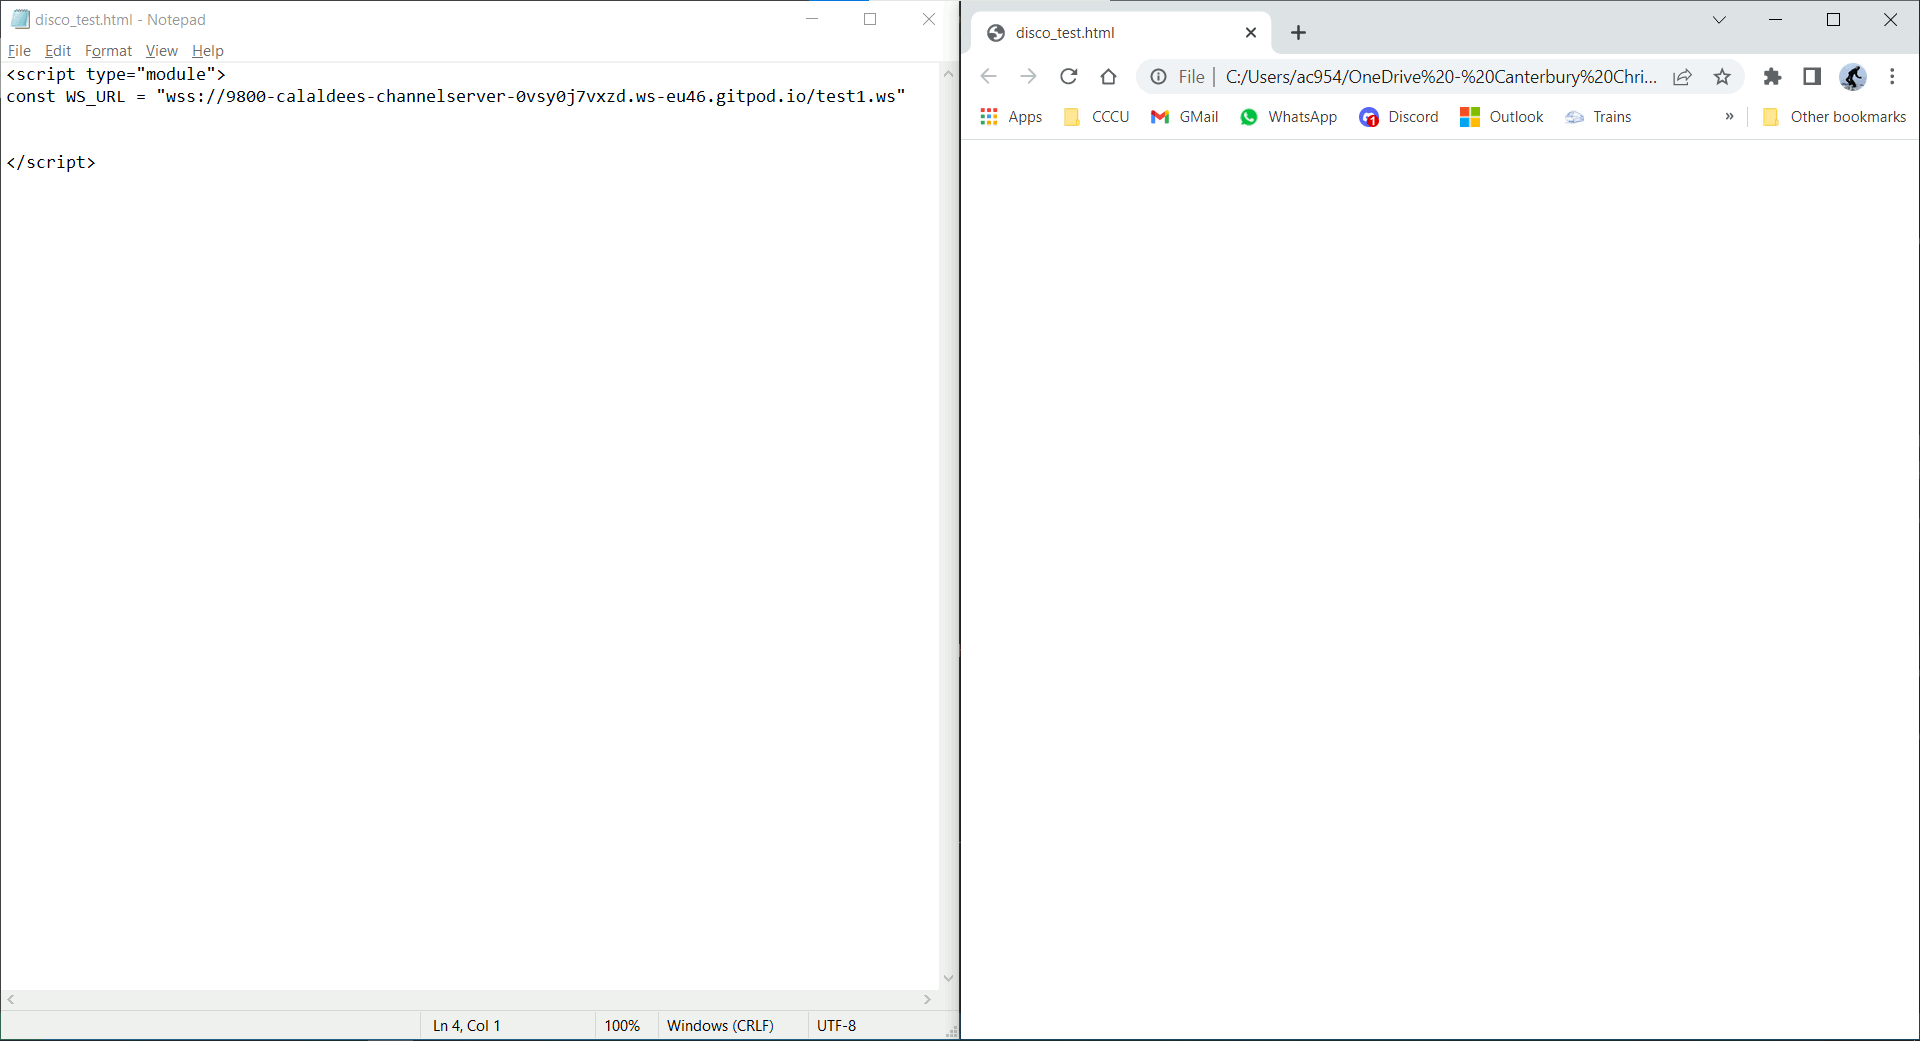 disco_test.html - Notepad
File Edit Format View Help
<script type="module">
const WS_URL = "wss://9800-calaldees-channelserver-0vsy0j7vxzd.ws-eu46.gitpod.io/test1.ws"
</script>
Ln 4, Col 1 100% Windows (CRLF) UTF-8
disco_test.html
File C:/Users/ac954/OneDrive%20-%20Canterbury%20Chri...
Apps CCCU GMail WhatsApp 1 Discord Outlook Trains » Other bookmarks